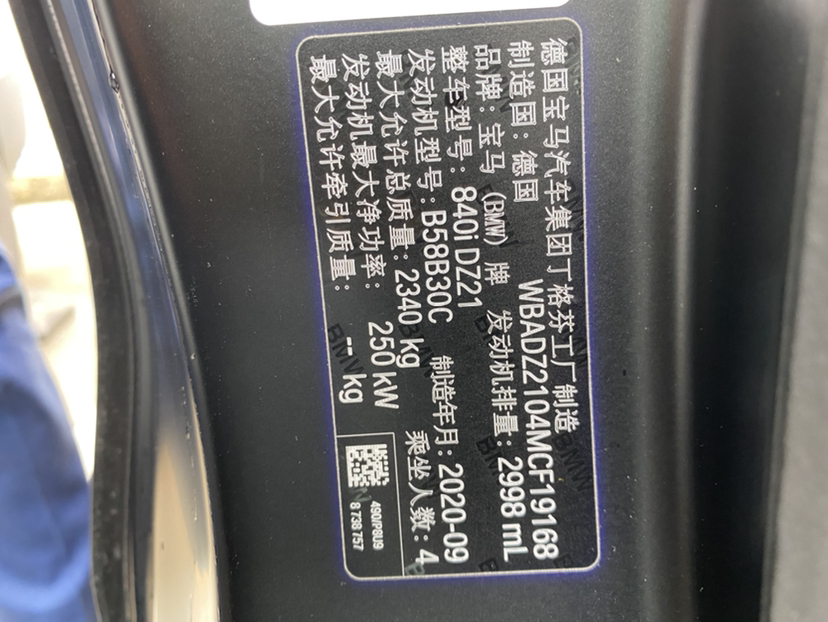 德国宝马汽车集团丁格芬工厂制造
制造国：德国 WBADZ2104MCF19168
品牌：宝马（BMW）牌 发动机排量：2998 mL
整车型号：840i DZ21
发动机型号：B58B30C 制造年月：2020-09
最大允许总质量：2340 kg 乘坐人数：4
发动机最大净功率：250 kW
最大允许牵引质量：-- kg
490/P8U9
8 738 757